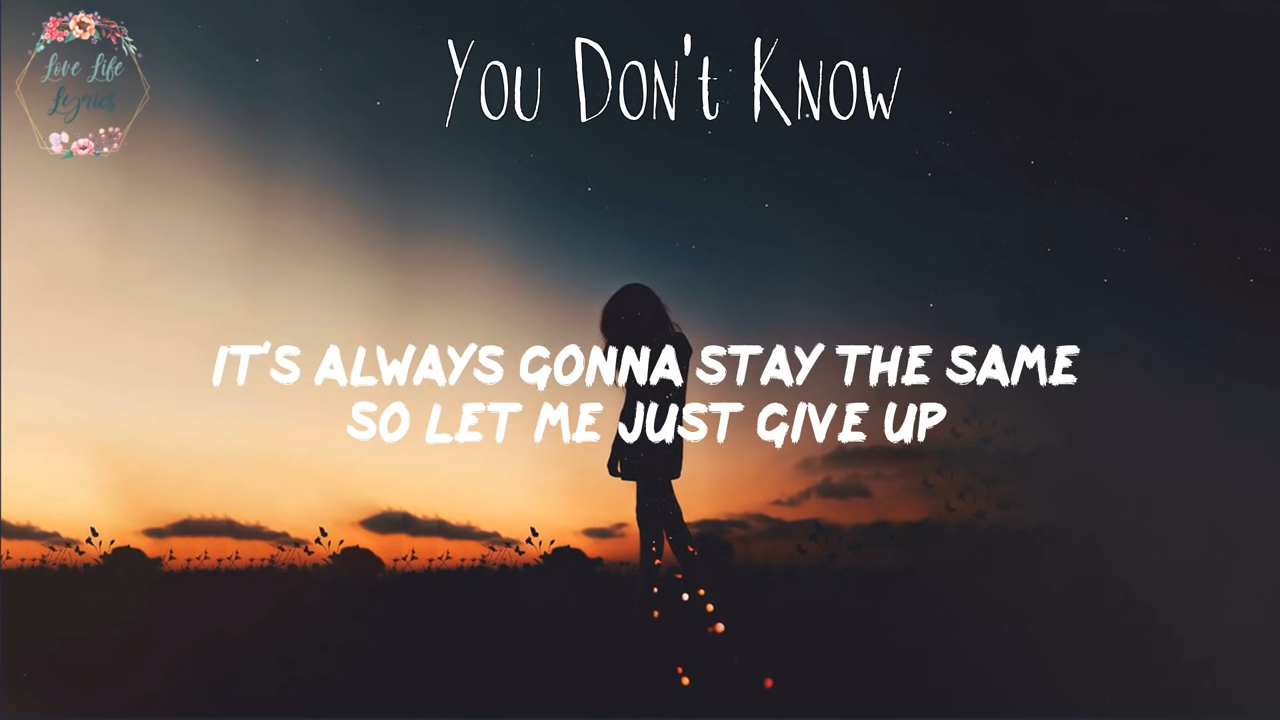 Love Life
Lyrics
You Don't Know
IT'S ALWAYS GONNA STAY THE SAME
SO LET ME JUST GIVE UP